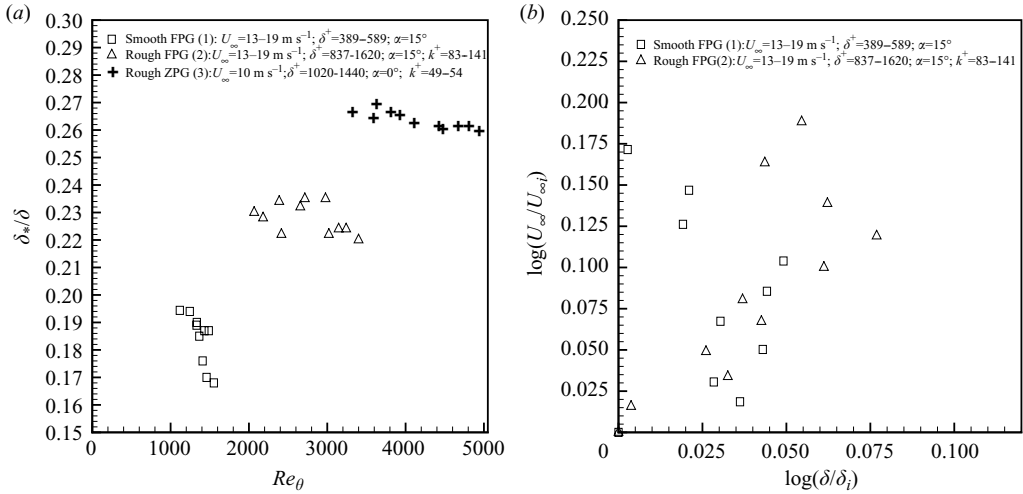 (a)
0.30
Smooth FPG (1): U∞=13–19 m s⁻¹; δ⁺=389–589; α=15°
Rough FPG (2):U∞=13–19 m s⁻¹; δ⁺=837-1620; α=15°; k⁺=83-141
Rough ZPG (3):U∞=10 m s⁻¹;δ⁺=1020-1440; α=0°; k⁺=49-54
0.29
0.28
0.27
0.26
0.25
0.24
0.23
0.22
0.21
0.20
0.19
0.18
0.17
0.16
0.15
δ*/δ
0 1000 2000 3000 4000 5000
Reθ
(b)
0.250
Smooth FPG (1):U∞=13–19 m s⁻¹; δ⁺=389–589; α=15°
Rough FPG(2):U∞=13–19 m s⁻¹; δ⁺=837-1620; α=15°; k⁺=83-141
0.225
0.200
0.175
0.150
0.125
0.100
0.075
0.050
0.025
log(U∞/U∞i)
0 0.025 0.050 0.075 0.100
log(δ/δi)